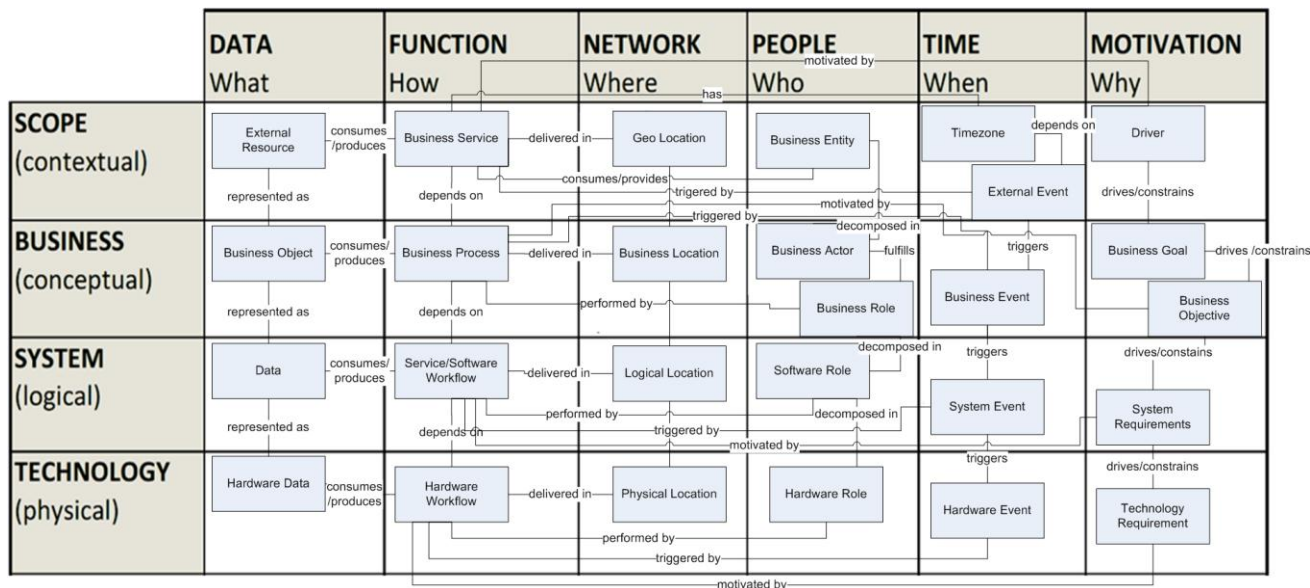 DATA
What
FUNCTION
How
NETWORK
Where
PEOPLE
Who
TIME
When
MOTIVATION
Why
motivated by
has
SCOPE
(contextual)
External
Resource
consumes
/produces
Business Service
delivered in
Geo Location
Business Entity
Timezone
depends on
Driver
consumes/provides
trigered by
External Event
represented as
depends on
drives/constrains
motivated by
triggered by
decomposed in
BUSINESS
(conceptual)
Business Object
consumes/
produces
Business Process
delivered in
Business Location
Business Actor
fulfills
triggers
Business Goal
drives /constrains
Business Event
Business Role
Business
Objective
performed by
represented as
depends on
SYSTEM
(logical)
decomposed in
triggers
drives/constains
Data
consumes/
produces
Service/Software
Workflow
delivered in
Logical Location
Software Role
System Event
System
Requirements
performed by
decomposed in
triggered by
motivated by
represented as
depends on
TECHNOLOGY
(physical)
triggers
drives/constrains
Hardware Data
consumes
/produces
Hardware
Workflow
delivered in
Physical Location
Hardware Role
Hardware Event
Technology
Requirement
performed by
triggered by
motivated by